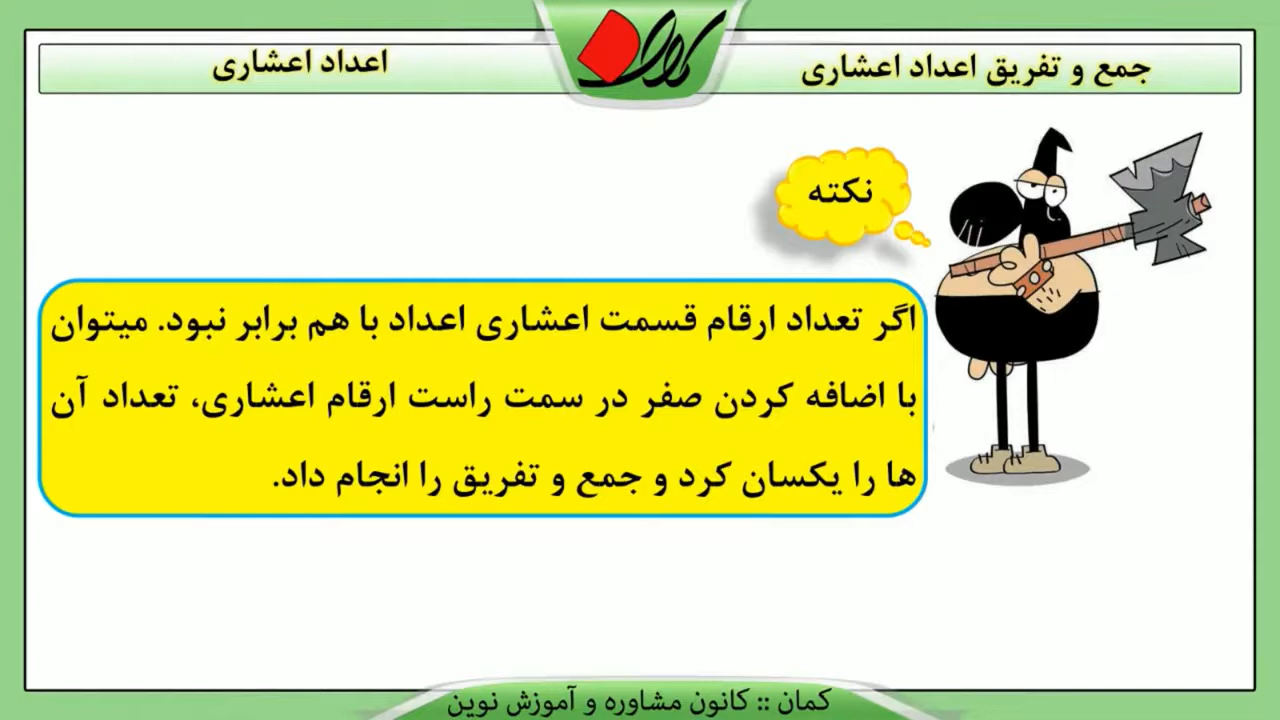 جمع و تفریق اعداد اعشاری
اعداد اعشاری
کمان
نکته
اگر تعداد ارقام قسمت اعشاری اعداد با هم برابر نبود. میتوان
با اضافه کردن صفر در سمت راست ارقام اعشاری، تعداد آن
ها را یکسان کرد و جمع و تفریق را انجام داد.
کمان :: کانون مشاوره و آموزش نوین